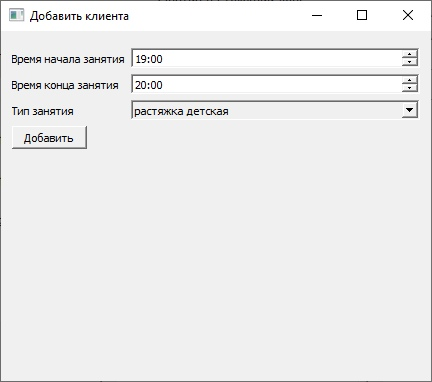 Добавить клиента
Время начала занятия 19:00
Время конца занятия 20:00
Тип занятия растяжка детская
Добавить